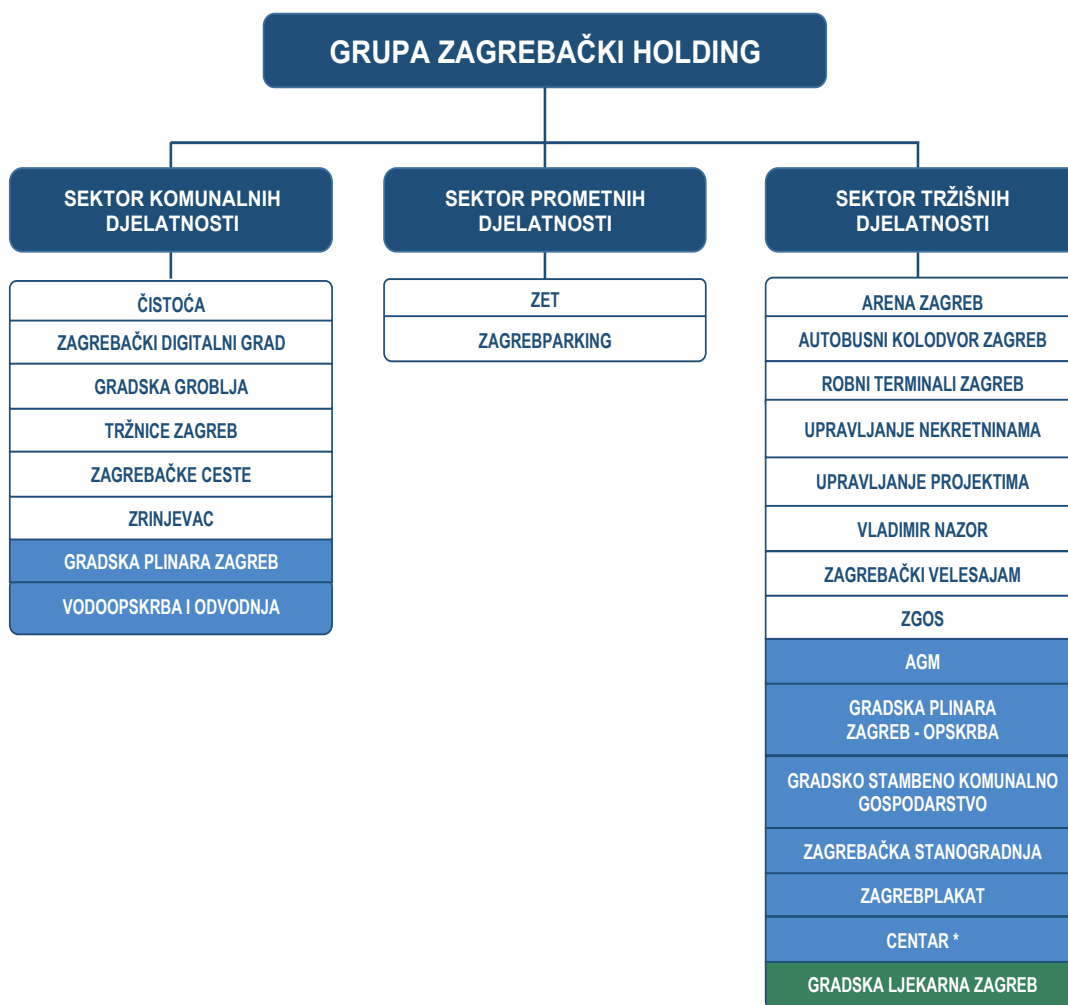 GRUPA ZAGREBAČKI HOLDING
SEKTOR KOMUNALNIH
DJELATNOSTI
ČISTOĆA
ZAGREBAČKI DIGITALNI GRAD
GRADSKA GROBLJA
TRŽNICE ZAGREB
ZAGREBAČKE CESTE
ZRINJEVAC
GRADSKA PLINARA ZAGREB
VODOOPSKRBA I ODVODNJA
SEKTOR PROMETNIH
DJELATNOSTI
ZET
ZAGREBPARKING
SEKTOR TRŽIŠNIH
DJELATNOSTI
ARENA ZAGREB
AUTOBUSNI KOLODVOR ZAGREB
ROBNI TERMINALI ZAGREB
UPRAVLJANJE NEKRETNINAMA
UPRAVLJANJE PROJEKTIMA
VLADIMIR NAZOR
ZAGREBAČKI VELESAJAM
ZGOS
AGM
GRADSKA PLINARA
ZAGREB - OPSKRBA
GRADSKO STAMBENO KOMUNALNO
GOSPODARSTVO
ZAGREBAČKA STANOGRADNJA
ZAGREBPLAKAT
CENTAR *
GRADSKA LJEKARNA ZAGREB